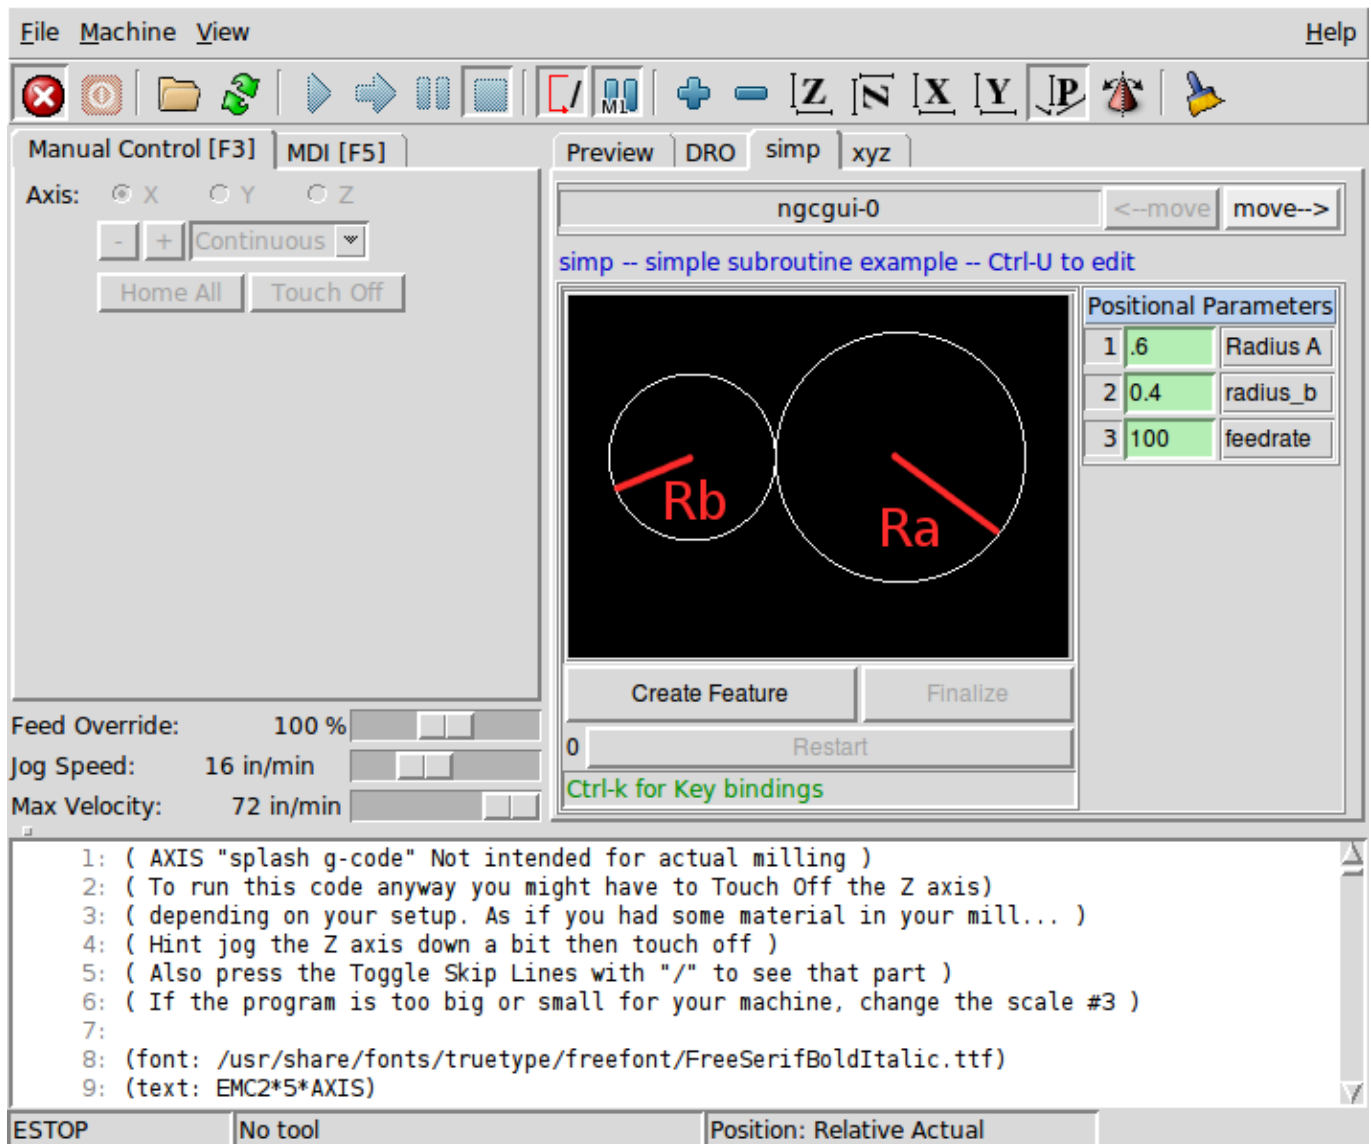 File Machine View Help
M1 Z N X Y P
Manual Control [F3] MDI [F5] Preview DRO simp xyz
Axis: X Y Z
- + Continuous
Home All Touch Off
ngcgui-0 <--move move-->
simp -- simple subroutine example -- Ctrl-U to edit
Rb Ra
Positional Parameters
1 .6 Radius A
2 0.4 radius_b
3 100 feedrate
Create Feature Finalize
0 Restart
Ctrl-k for Key bindings
Feed Override: 100 %
Jog Speed: 16 in/min
Max Velocity: 72 in/min
1: ( AXIS "splash g-code" Not intended for actual milling )
2: ( To run this code anyway you might have to Touch Off the Z axis)
3: ( depending on your setup. As if you had some material in your mill... )
4: ( Hint jog the Z axis down a bit then touch off )
5: ( Also press the Toggle Skip Lines with "/" to see that part )
6: ( If the program is too big or small for your machine, change the scale #3 )
7:
8: (font: /usr/share/fonts/truetype/freefont/FreeSerifBoldItalic.ttf)
9: (text: EMC2*5*AXIS)
ESTOP No tool Position: Relative Actual